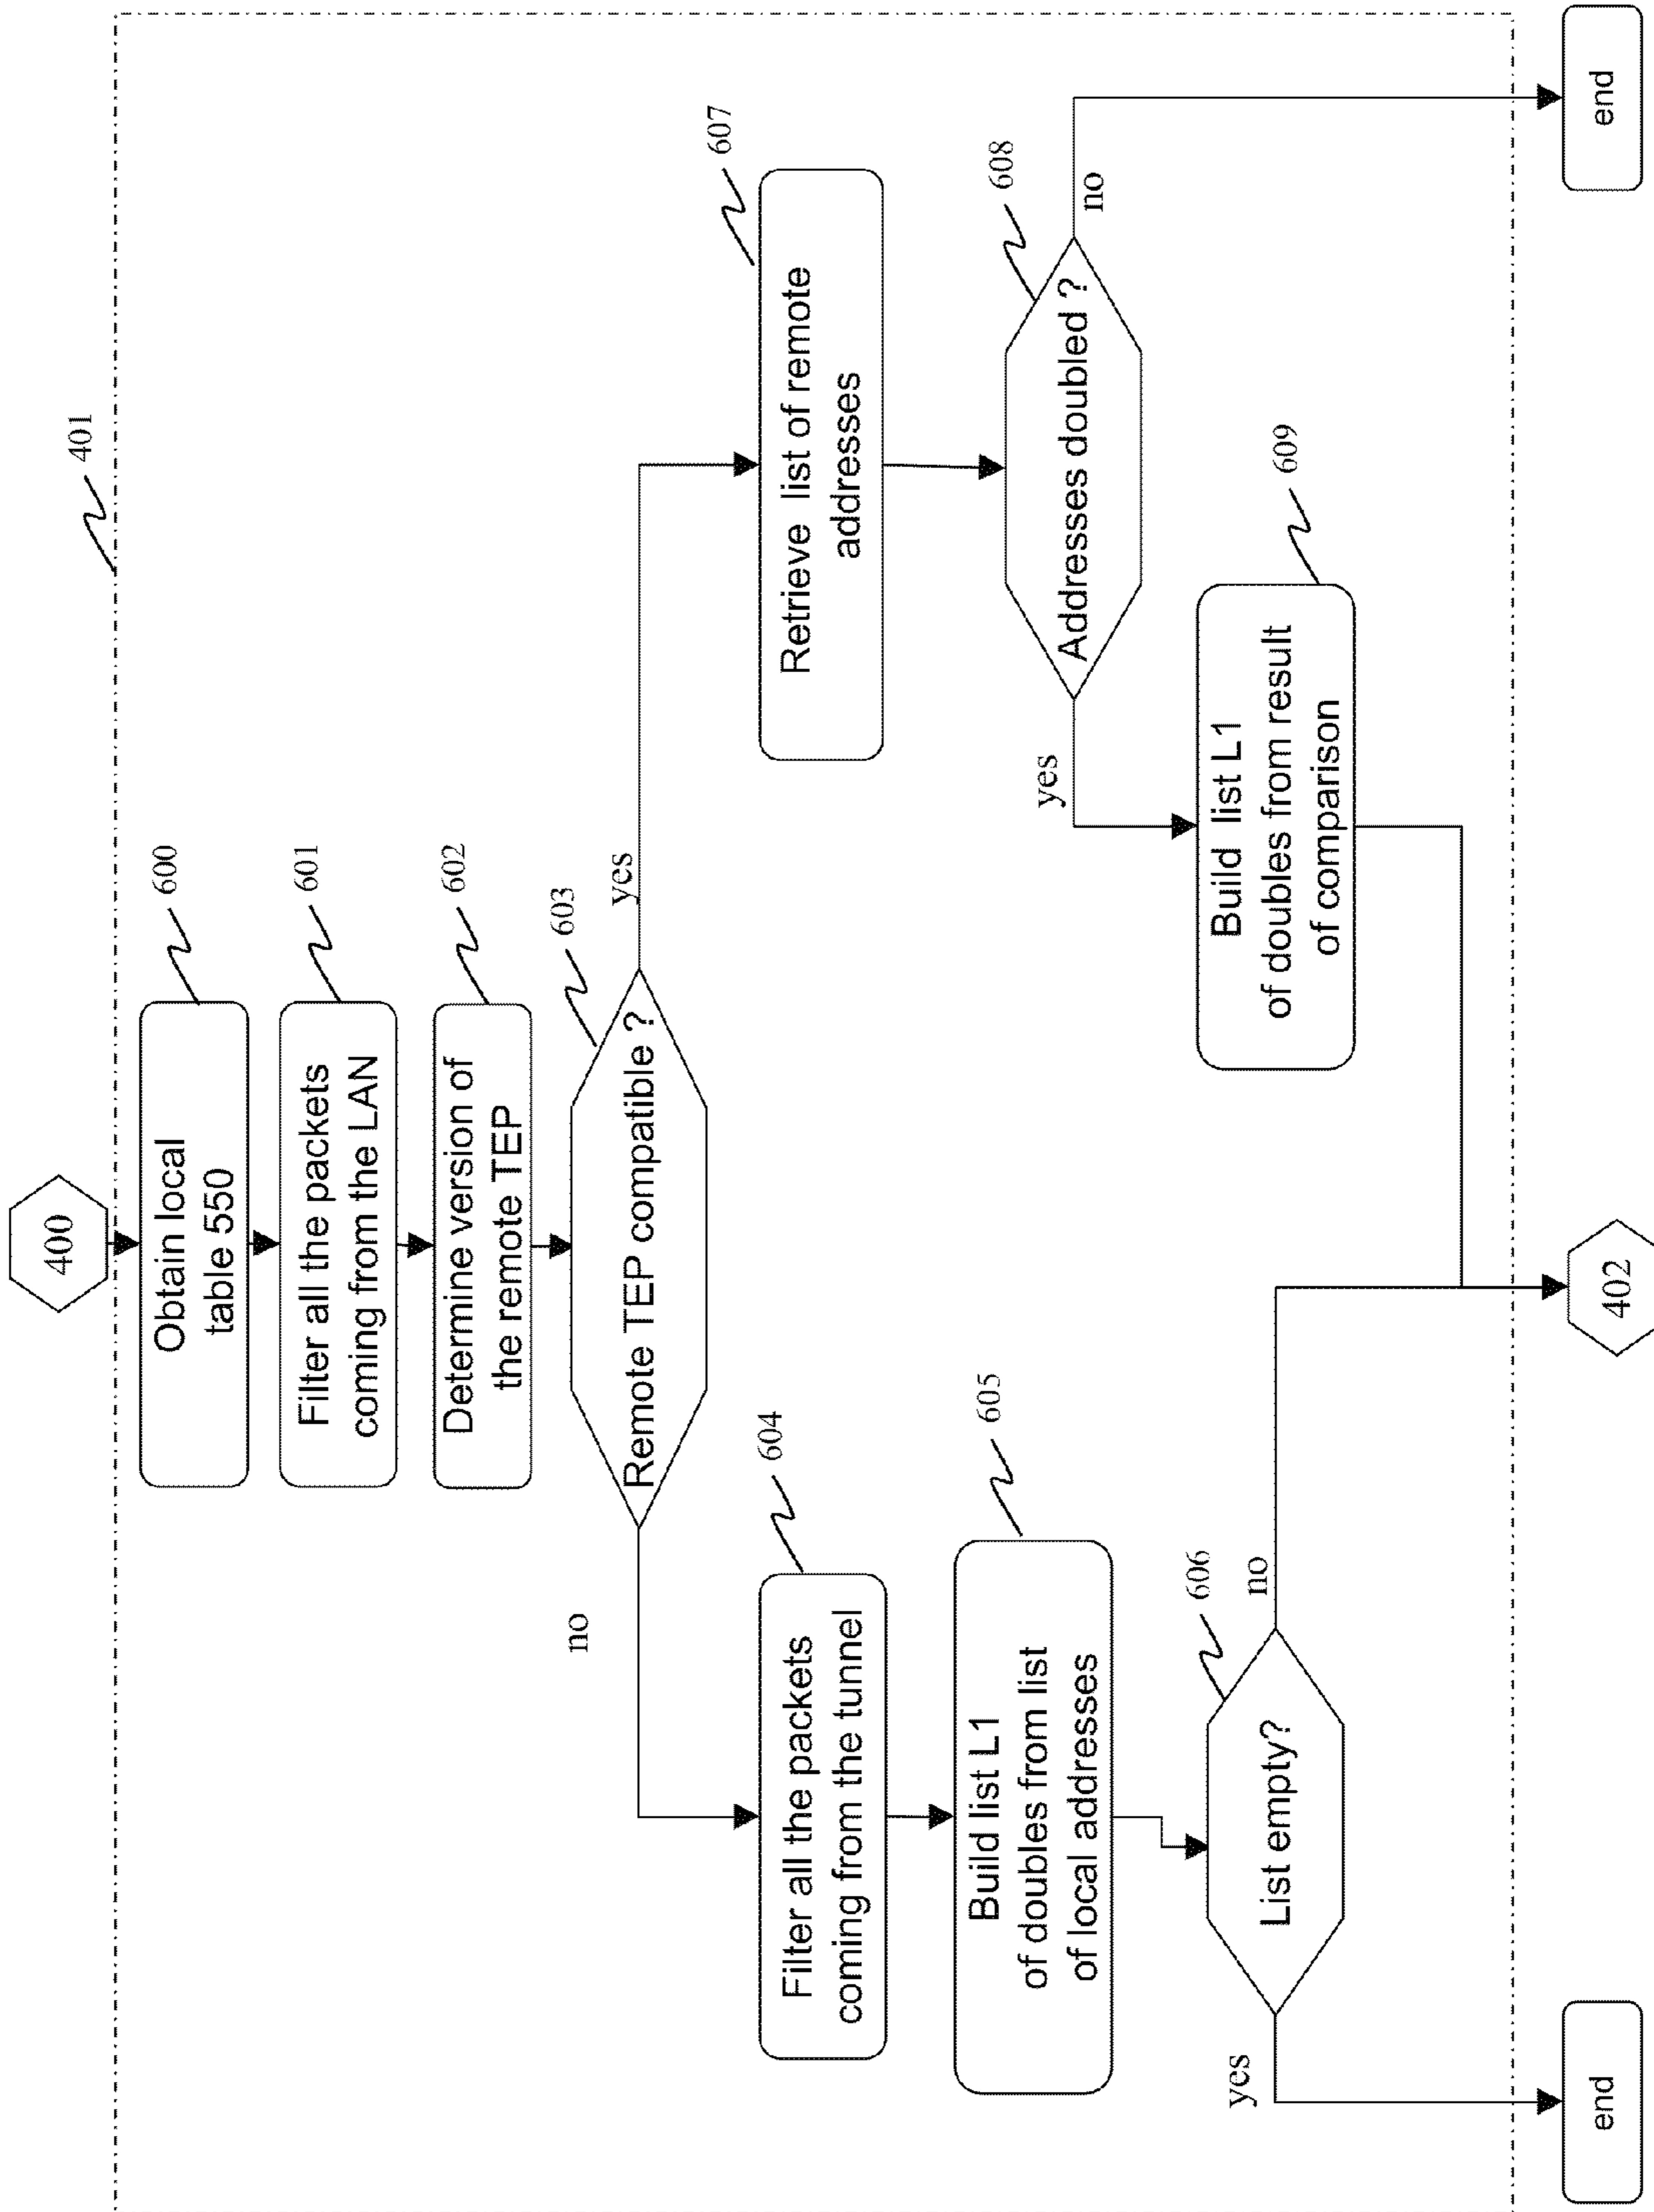 400
401
Obtain local
table 550
600
Filter all the packets
coming from the LAN
601
Determine version of
the remote TEP
602
Remote TEP compatible ?
603
no
yes
Filter all the packets
coming from the tunnel
604
Retrieve list of remote
addresses
607
Build list L1
of doubles from list
of local addresses
605
Addresses doubled ?
608
yes
no
List empty?
606
yes
no
Build list L1
of doubles from result
of comparison
609
end
402
end